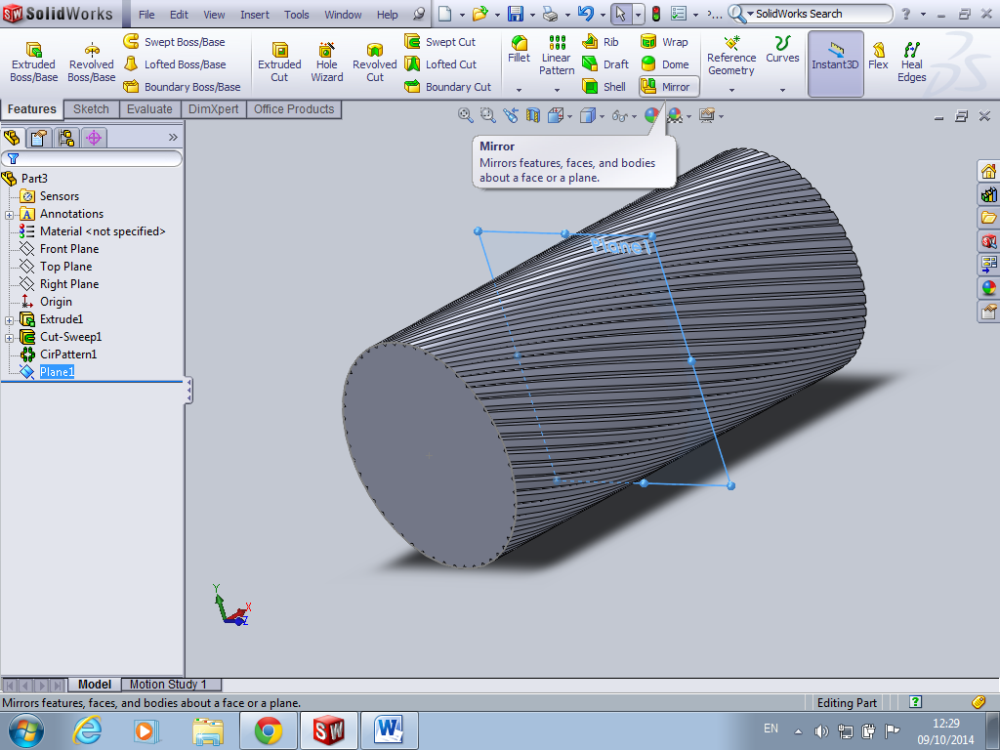 SolidWorks
File Edit View Insert Tools Window Help
SolidWorks Search
Extruded Boss/Base
Revolved Boss/Base
Swept Boss/Base
Lofted Boss/Base
Boundary Boss/Base
Extruded Cut
Hole Wizard
Revolved Cut
Swept Cut
Lofted Cut
Boundary Cut
Fillet
Linear Pattern
Rib
Draft
Shell
Wrap
Dome
Mirror
Reference Geometry
Curves
Instant3D
Flex
Heal Edges
Features Sketch Evaluate DimXpert Office Products
Mirror
Mirrors features, faces, and bodies
about a face or a plane.
Part3
Sensors
Annotations
Material <not specified>
Front Plane
Top Plane
Right Plane
Origin
Extrude1
Cut-Sweep1
CirPattern1
Plane1
Plane1
Y
X
Z
Model Motion Study 1
Mirrors features, faces, and bodies about a face or a plane.
Editing Part
EN
12:29
09/10/2014